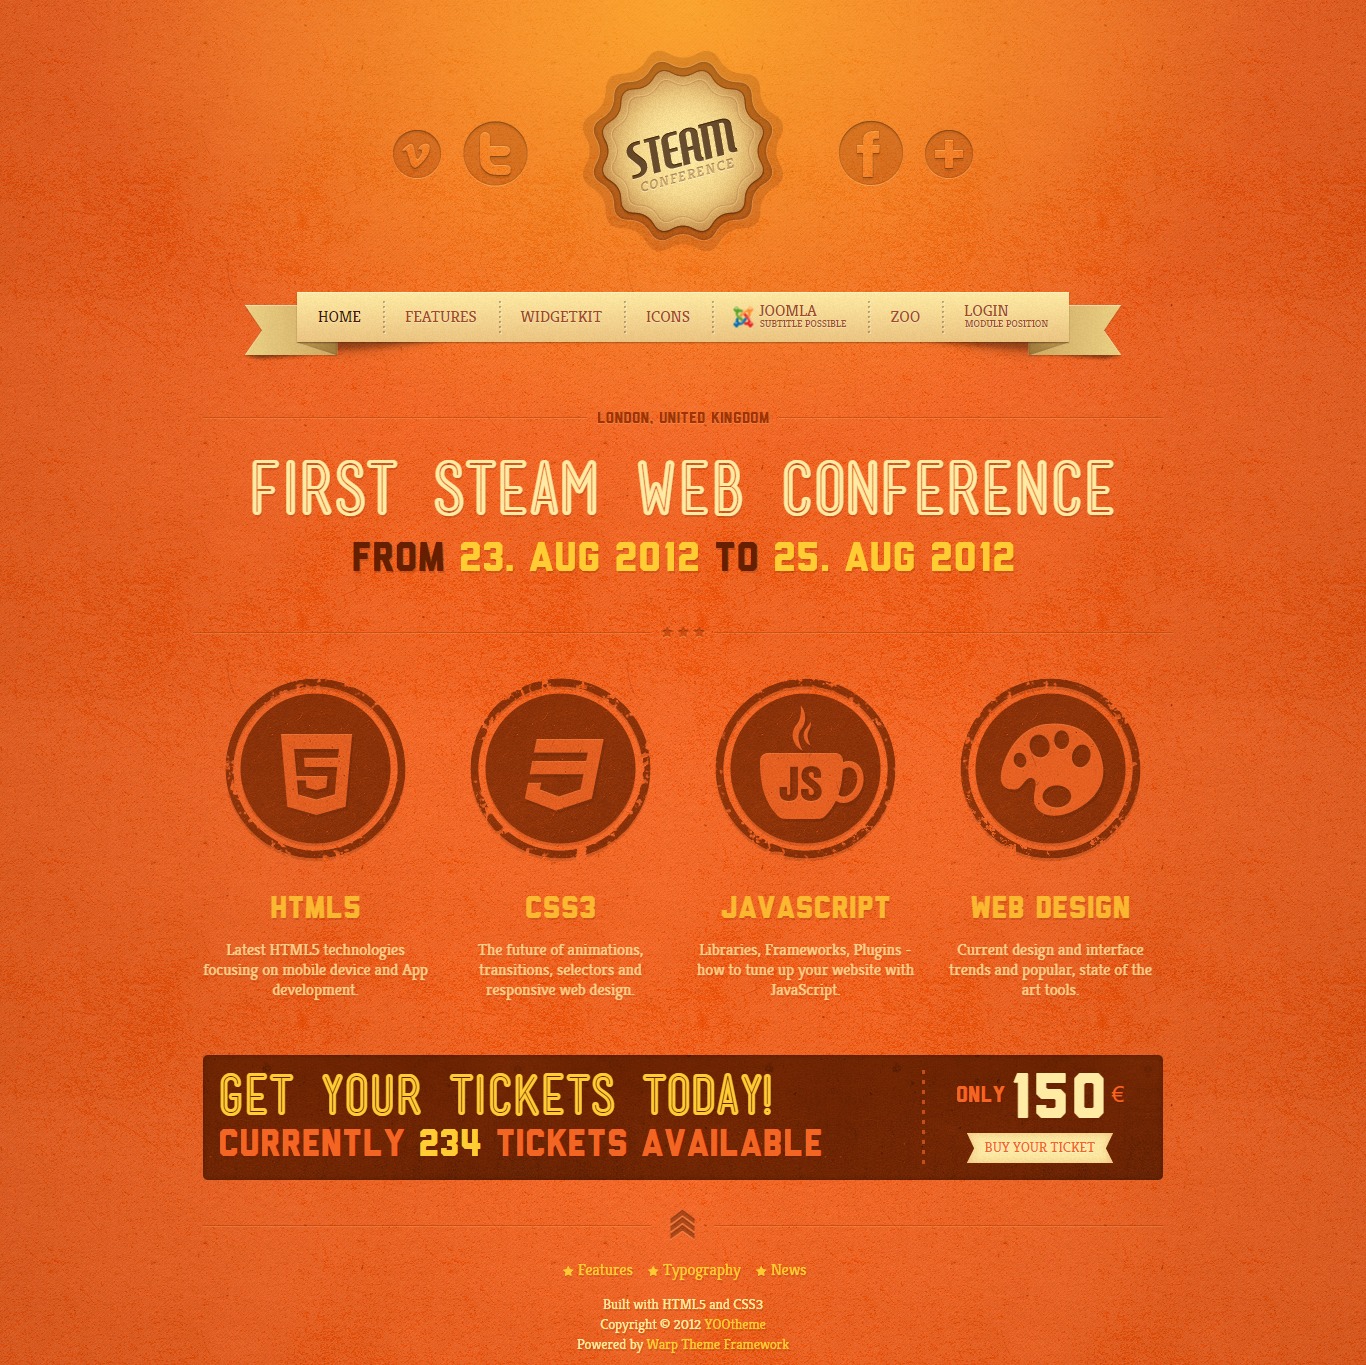 STEAM
CONFERENCE
HOME
FEATURES
WIDGETKIT
ICONS
JOOMLA
SUBTITLE POSSIBLE
ZOO
LOGIN
MODULE POSITION
LONDON, UNITED KINGDOM
FIRST STEAM WEB CONFERENCE
FROM 23. AUG 2012 TO 25. AUG 2012
JS
HTML5
Latest HTML5 technologies
focusing on mobile device and App
development.
CSS3
The future of animations,
transitions, selectors and
responsive web design.
JAVASCRIPT
Libraries, Frameworks, Plugins -
how to tune up your website with
JavaScript.
WEB DESIGN
Current design and interface
trends and popular, state of the
art tools.
GET YOUR TICKETS TODAY!
CURRENTLY 234 TICKETS AVAILABLE
ONLY 150 €
BUY YOUR TICKET
Features
Typography
News
Built with HTML5 and CSS3
Copyright © 2012 YOOtheme
Powered by Warp Theme Framework